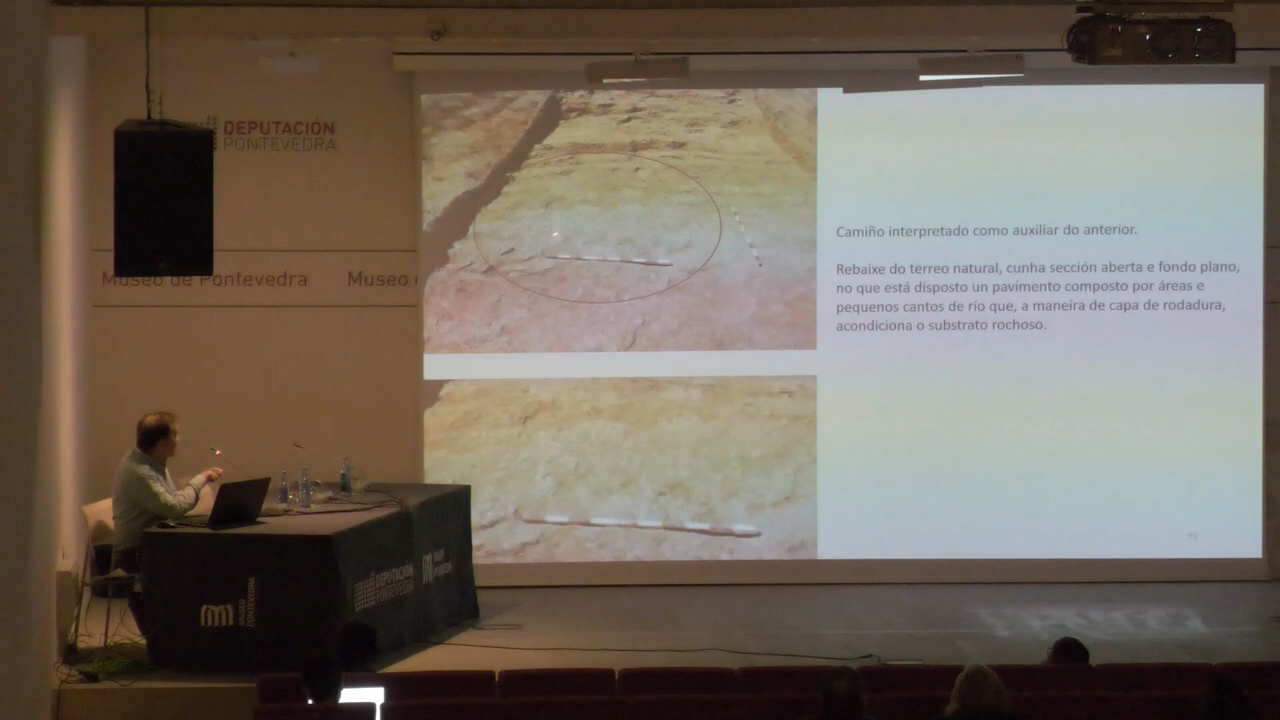 DEPUTACIÓN
PONTEVEDRA
Museo de Pontevedra
Museo
Camiño interpretado como auxiliar do anterior.
Rebaixe do terreo natural, cunha sección aberta e fondo plano,
no que está disposto un pavimento composto por áreas e
pequenos cantos de río que, a maneira de capa de rodadura,
acondiciona o substrato rochoso.
MUSEO
PONTEVEDRA
DEPUTACIÓN
PONTEVEDRA